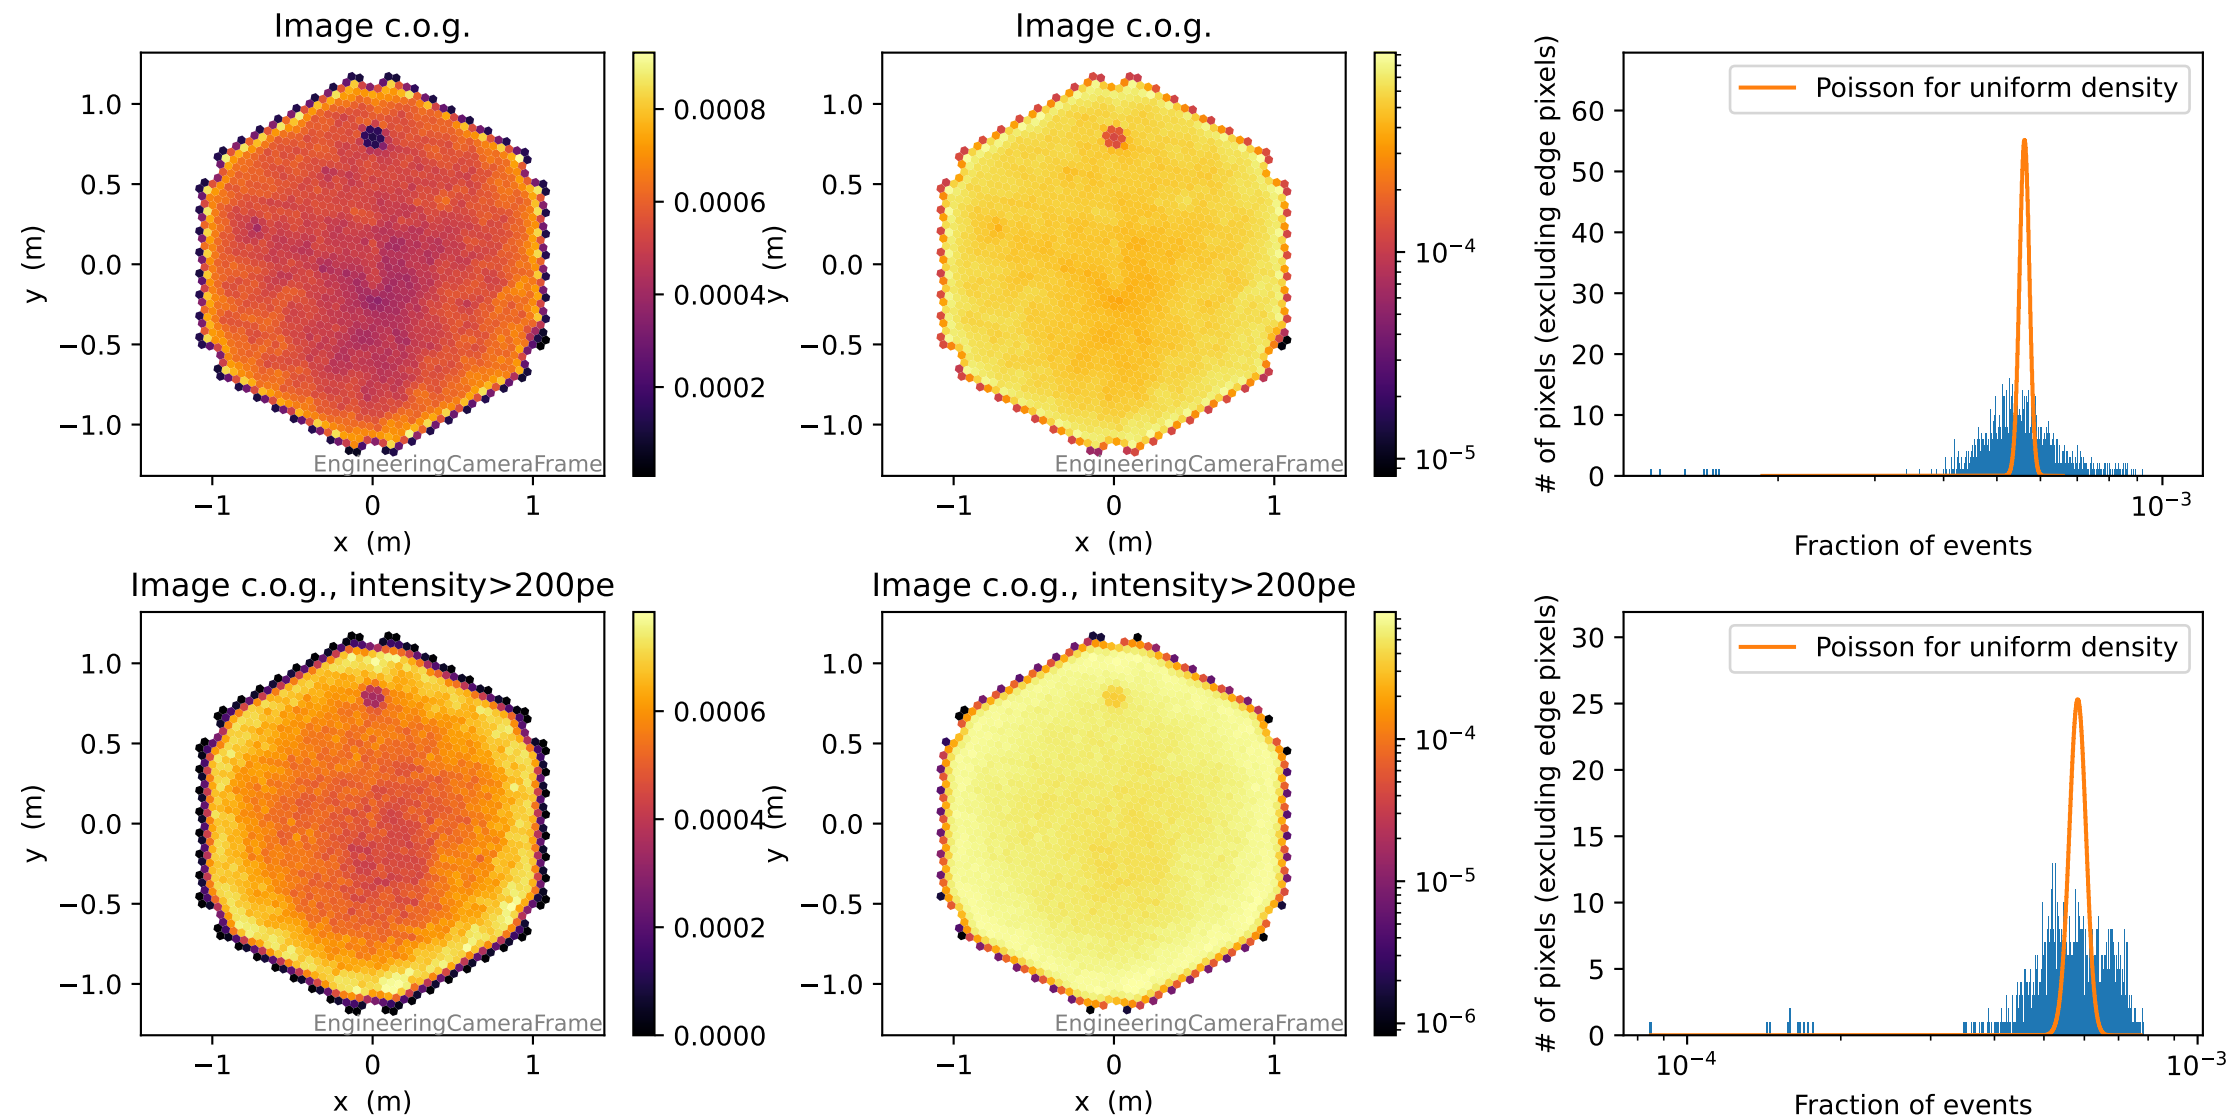 Image c.o.g.
1.0
0.5
0.0
−0.5
−1.0
y (m)
−1
0
1
x (m)
EngineeringCameraFrame
0.0008
0.0006
0.0004
0.0002
Image c.o.g.
1.0
0.5
0.0
−0.5
−1.0
y (m)
−1
0
1
x (m)
EngineeringCameraFrame
10⁻⁴
10⁻⁵
# of pixels (excluding edge pixels)
60
50
40
30
20
10
0
Poisson for uniform density
10⁻³
Fraction of events
Image c.o.g., intensity>200pe
1.0
0.5
0.0
−0.5
−1.0
y (m)
−1
0
1
x (m)
EngineeringCameraFrame
0.0006
0.0004
0.0002
0.0000
Image c.o.g., intensity>200pe
1.0
0.5
0.0
−0.5
−1.0
y (m)
−1
0
1
x (m)
EngineeringCameraFrame
10⁻⁴
10⁻⁵
10⁻⁶
# of pixels (excluding edge pixels)
30
25
20
15
10
5
0
Poisson for uniform density
10⁻⁴
10⁻³
Fraction of events